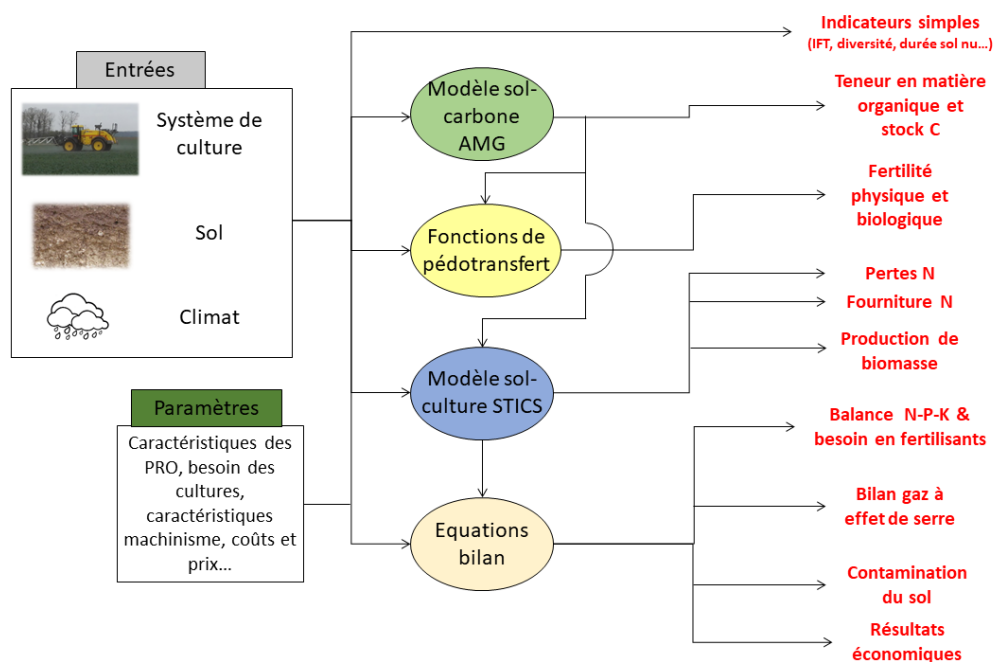 Entrées
Système de
culture
Sol
Climat
Paramètres
Caractéristiques des
PRO, besoin des
cultures,
caractéristiques
machinisme, coûts et
prix...
Modèle sol-
carbone
AMG
Fonctions de
pédotransfert
Modèle sol-
culture STICS
Equations
bilan
Indicateurs simples
(IFT, diversité, durée sol nu...)
Teneur en matière
organique et
stock C
Fertilité
physique et
biologique
Pertes N
Fourniture N
Production de
biomasse
Balance N-P-K &
besoin en fertilisants
Bilan gaz à
effet de serre
Contamination
du sol
Résultats
économiques